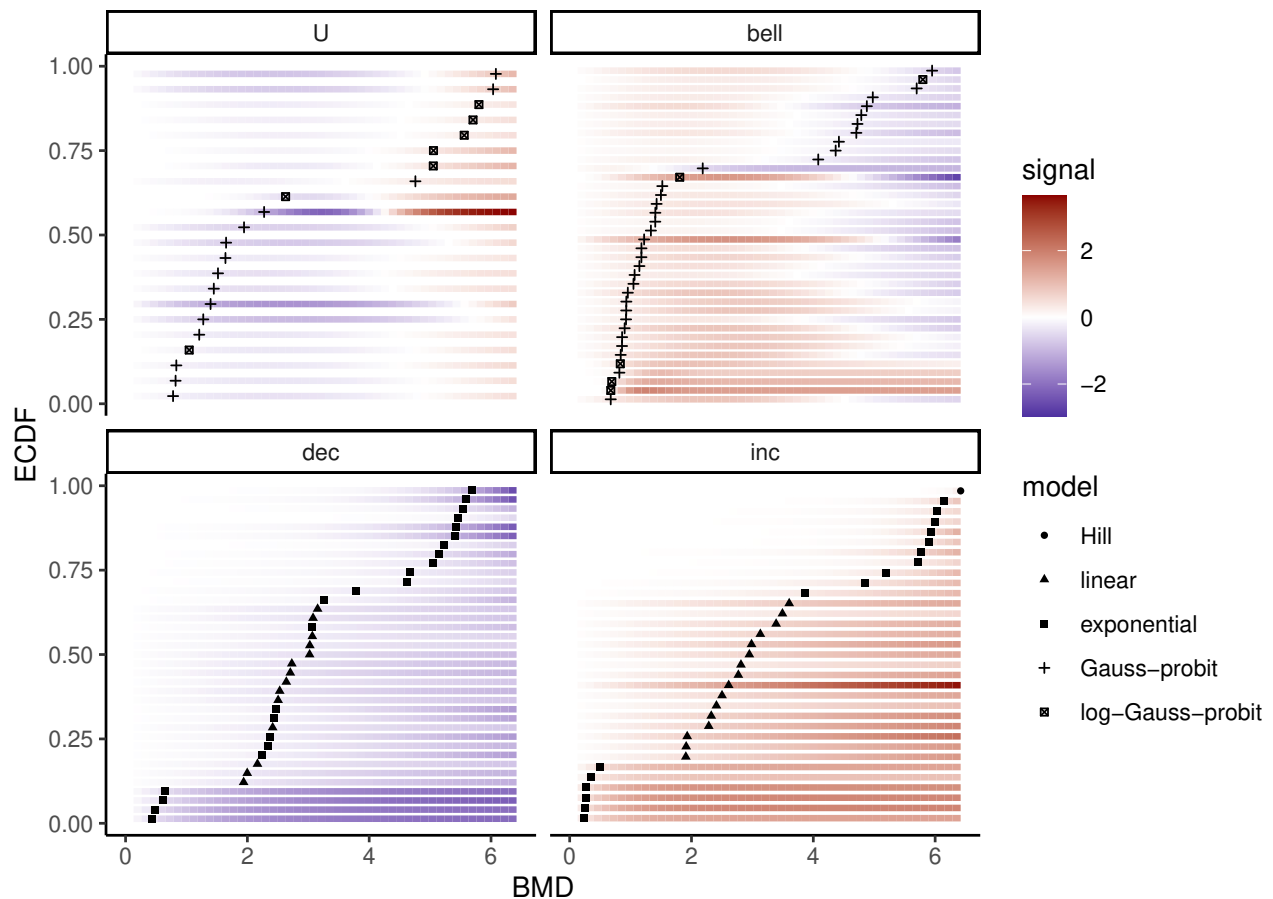 U
bell
1.00
0.75
0.50
0.25
0.00
ECDF
dec
inc
1.00
0.75
0.50
0.25
0.00
0
2
4
6
0
2
4
6
BMD
signal
2
0
−2
model
Hill
linear
exponential
Gauss−probit
log−Gauss−probit